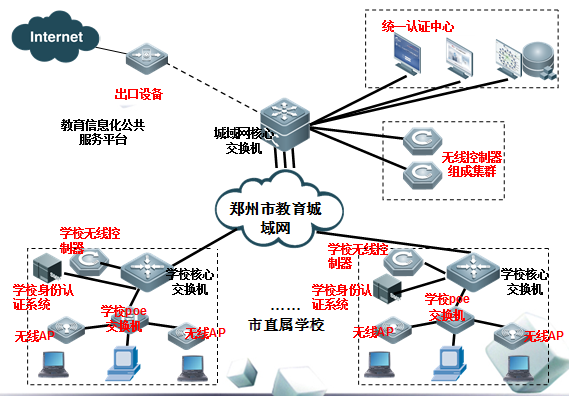 Internet
统一认证中心
出口设备
教育信息化公共
服务平台
城域网核心
交换机
无线控制器
组成集群
郑州市教育城
域网
学校无线控
制器
学校核心
交换机
学校身份认
证系统
学校poe
交换机
无线AP
无线AP
……
市直属学校
学校无线控
制器
学校核心
交换机
学校身份认
证系统
学校poe
交换机
无线AP
无线AP